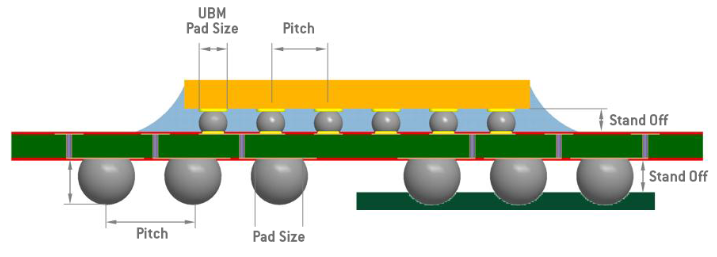 UBM
Pad Size
Pitch
Stand Off
Stand Off
Pitch
Pad Size